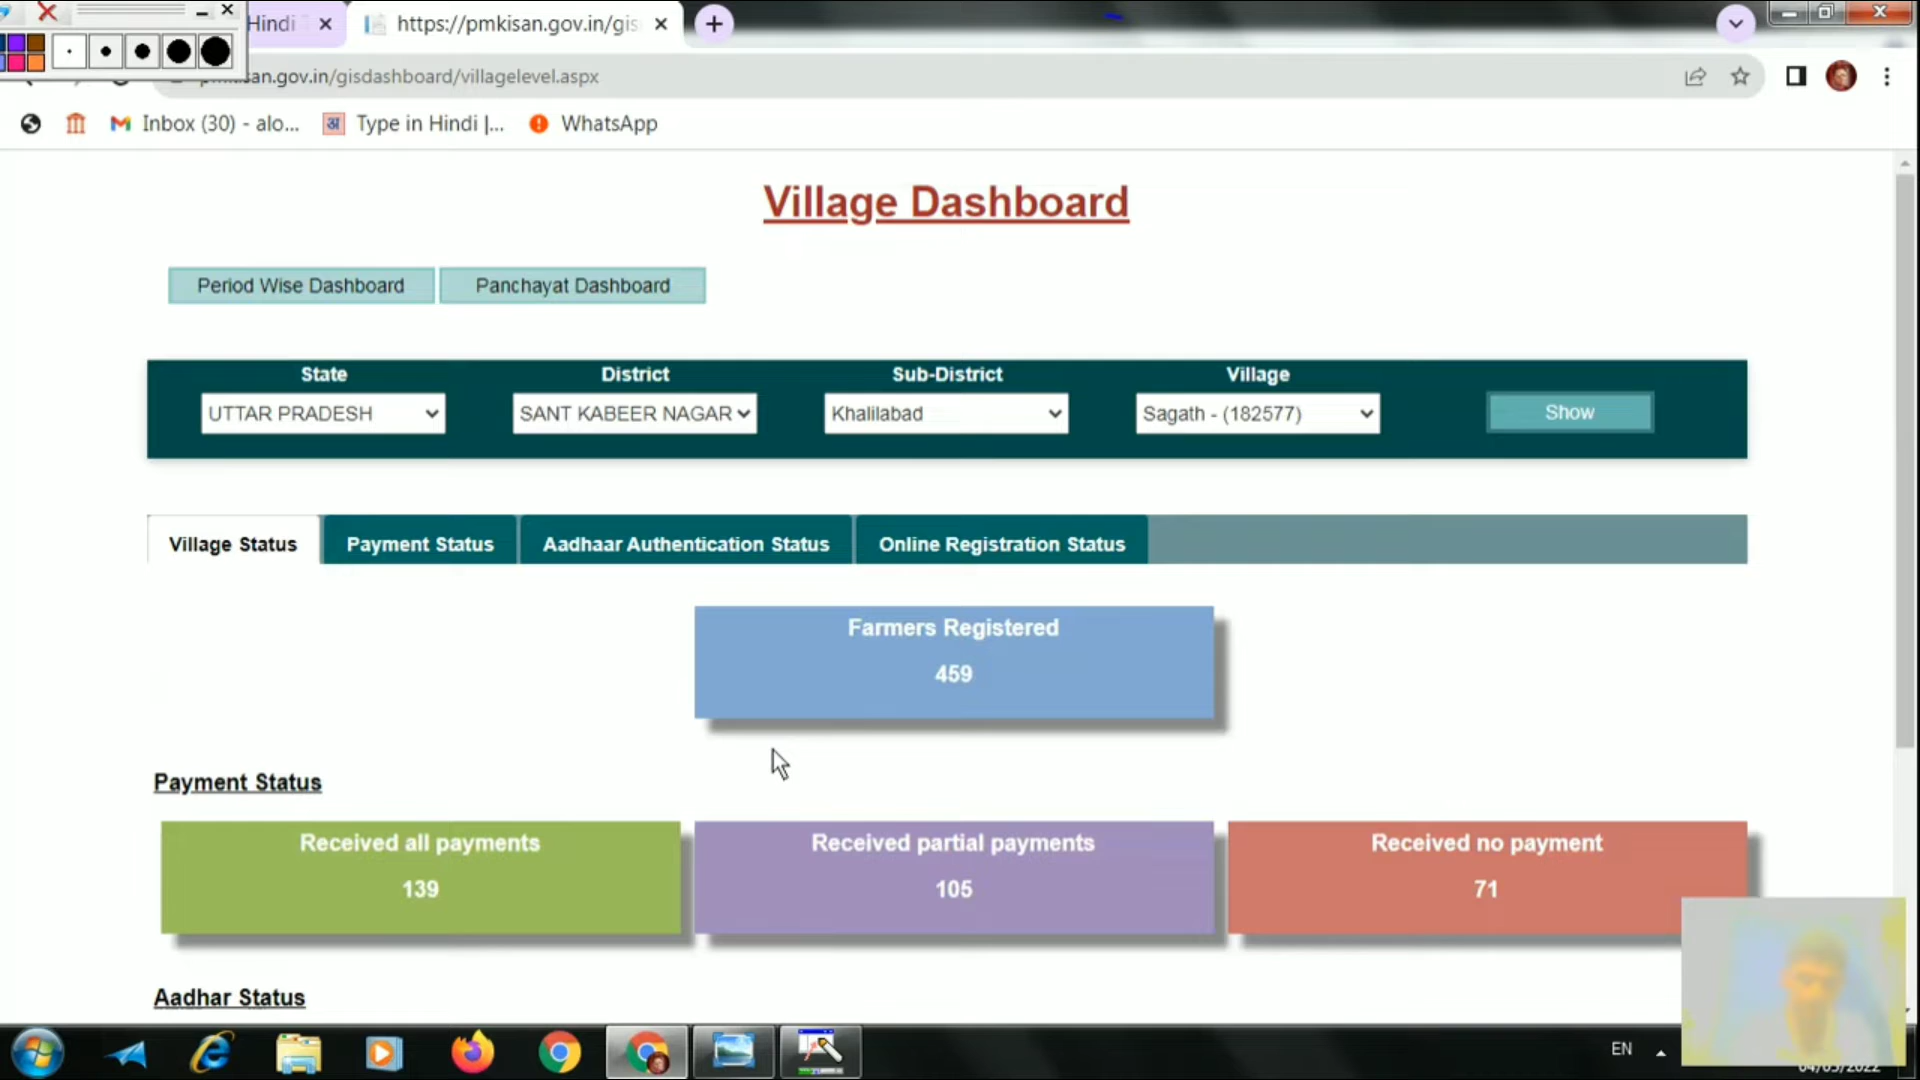 Hindi
https://pmkisan.gov.in/gis
pmkisan.gov.in/gisdashboard/villagelevel.aspx
Inbox (30) - alo... Type in Hindi |... WhatsApp
Village Dashboard
Period Wise Dashboard Panchayat Dashboard
State District Sub-District Village
UTTAR PRADESH SANT KABEER NAGAR Khalilabad Sagath - (182577) Show
Village Status Payment Status Aadhaar Authentication Status Online Registration Status
Farmers Registered
459
Payment Status
Received all payments Received partial payments Received no payment
139 105 71
Aadhar Status
EN